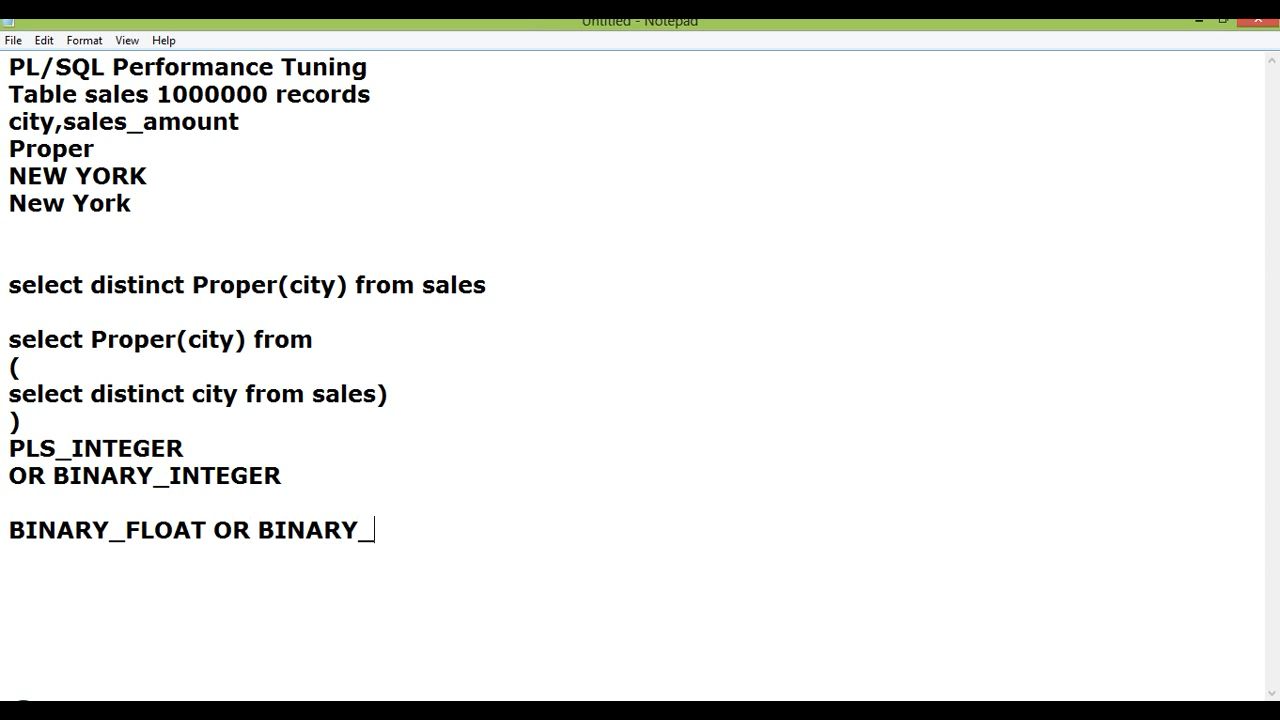 Untitled - Notepad
File Edit Format View Help
PL/SQL Performance Tuning
Table sales 1000000 records
city,sales_amount
Proper
NEW YORK
New York
select distinct Proper(city) from sales
select Proper(city) from
(
select distinct city from sales)
)
PLS_INTEGER
OR BINARY_INTEGER
BINARY_FLOAT OR BINARY_